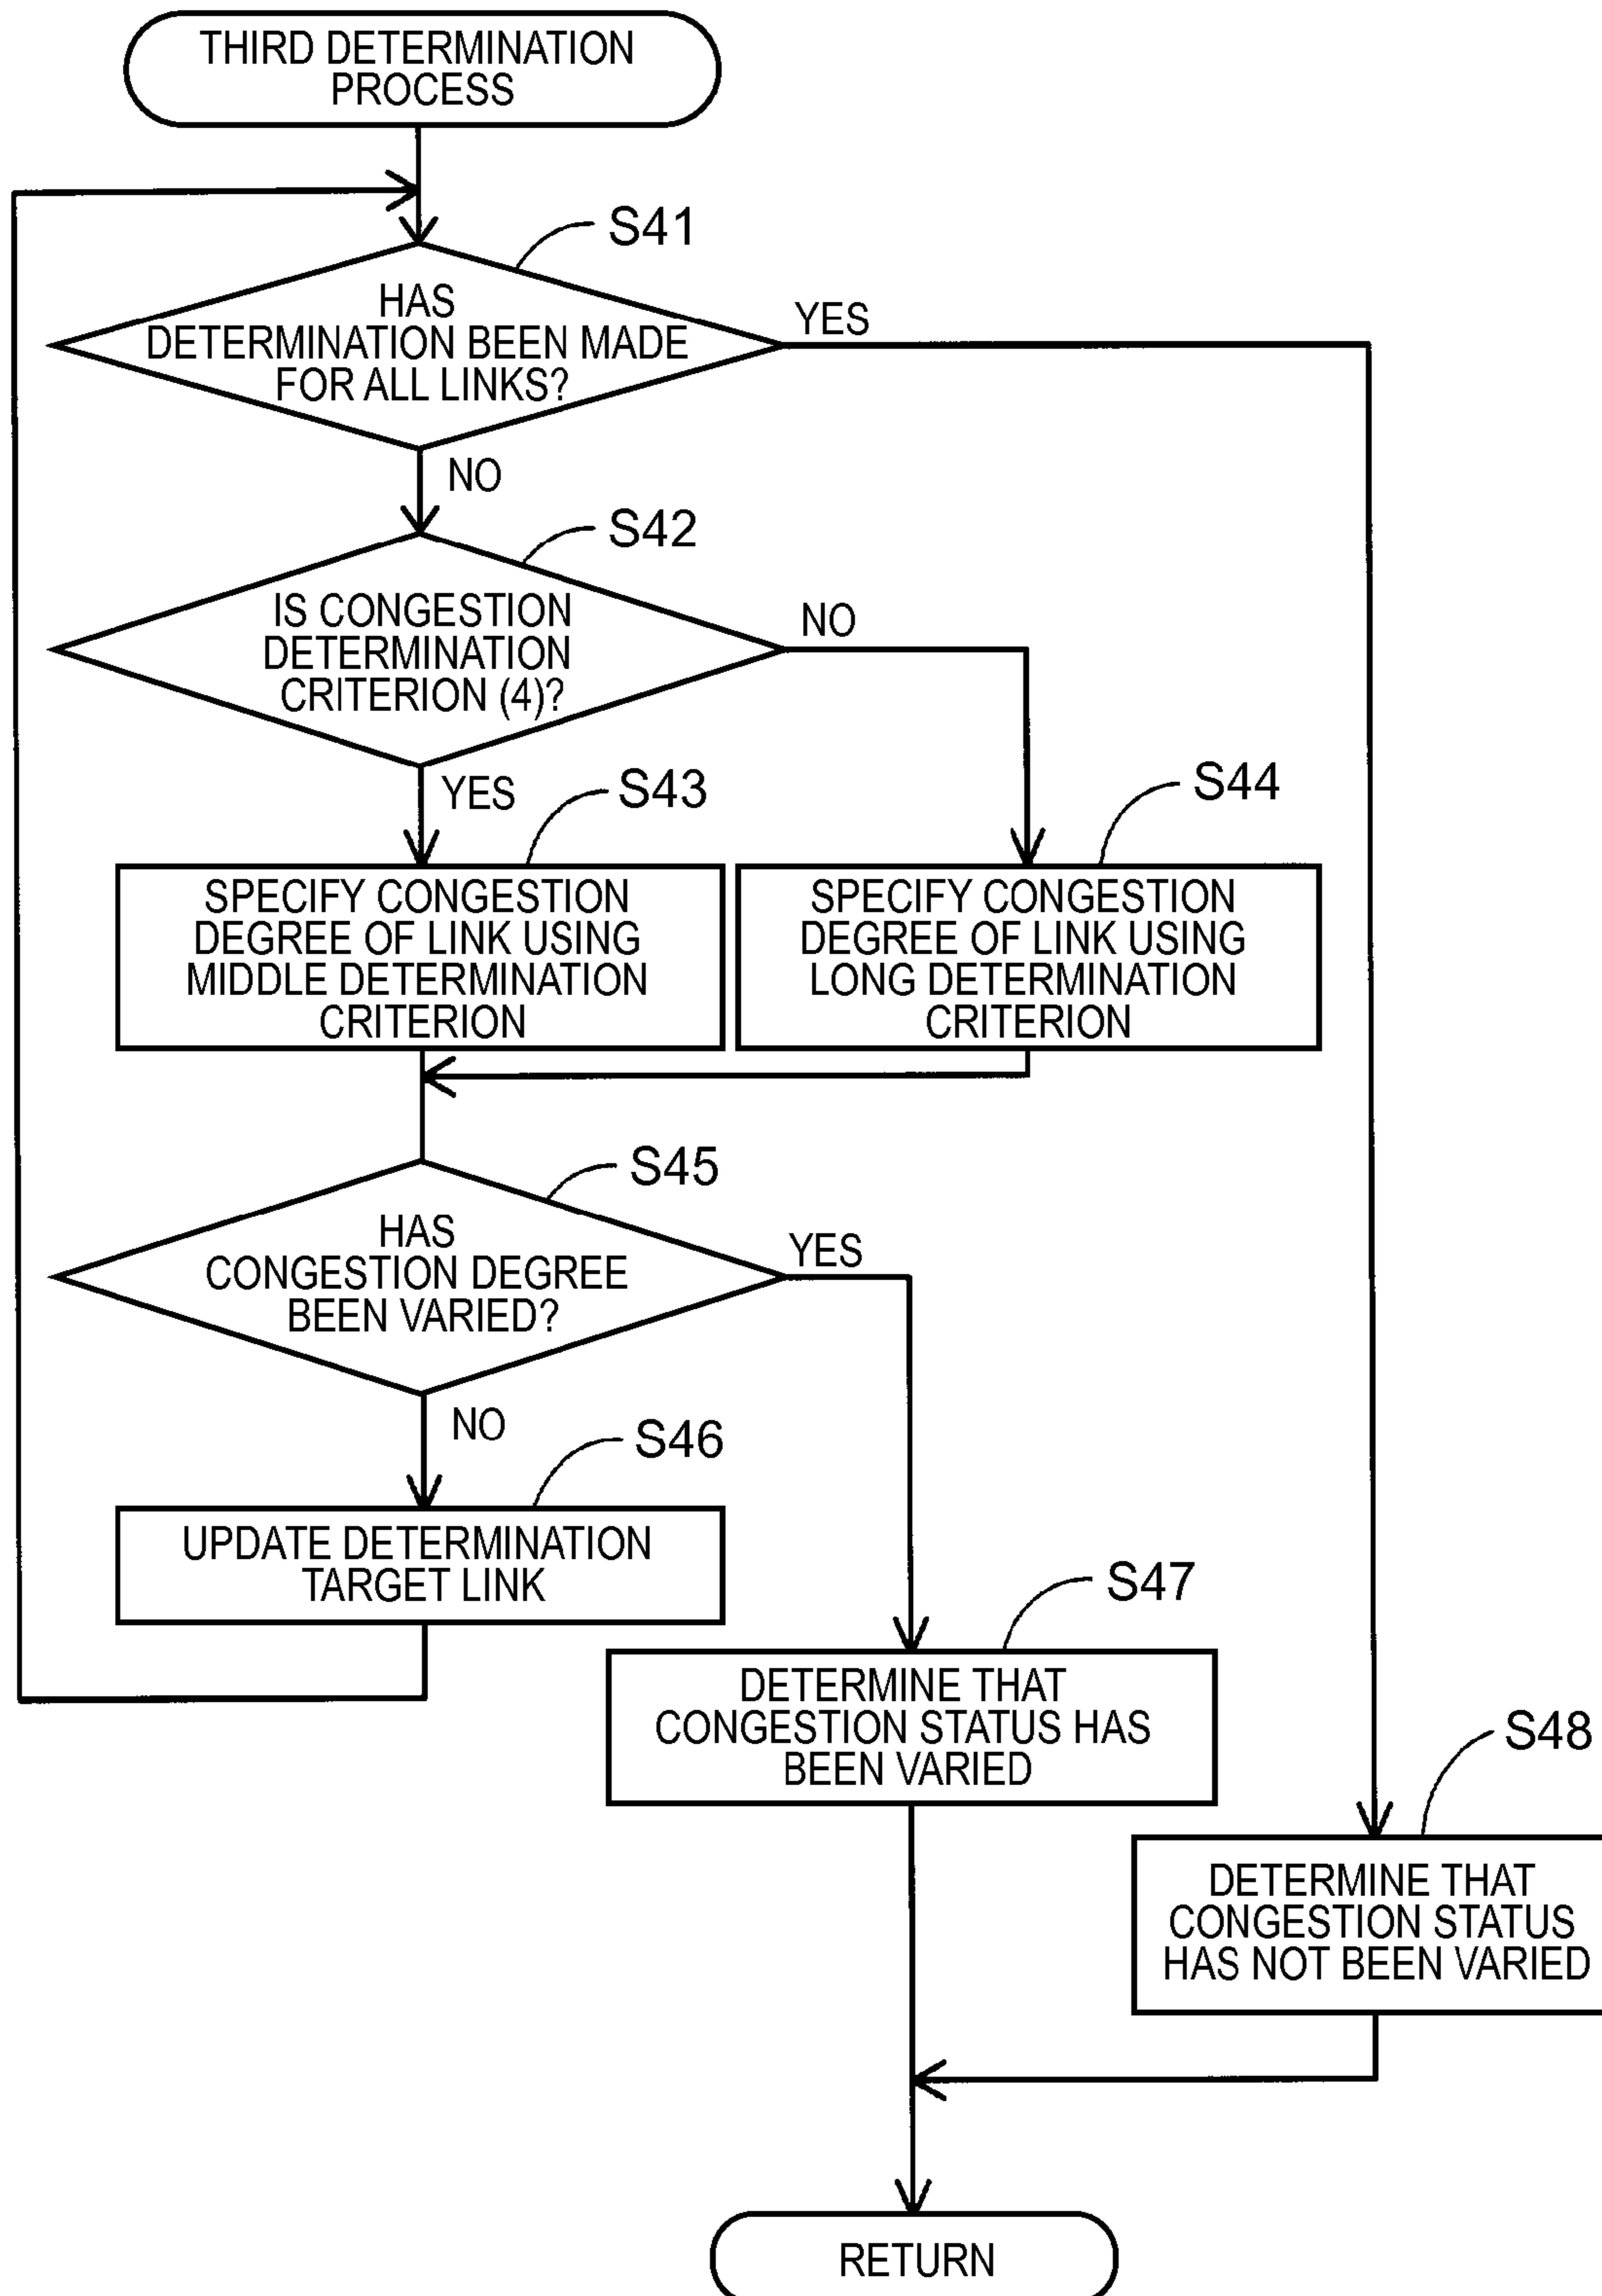 THIRD DETERMINATION
PROCESS
S41
HAS
DETERMINATION BEEN MADE
FOR ALL LINKS?
YES
NO
S42
IS CONGESTION
DETERMINATION
CRITERION (4)?
NO
YES
S43
SPECIFY CONGESTION
DEGREE OF LINK USING
MIDDLE DETERMINATION
CRITERION
S44
SPECIFY CONGESTION
DEGREE OF LINK USING
LONG DETERMINATION
CRITERION
S45
HAS
CONGESTION DEGREE
BEEN VARIED?
YES
NO
S46
UPDATE DETERMINATION
TARGET LINK
S47
DETERMINE THAT
CONGESTION STATUS HAS
BEEN VARIED
S48
DETERMINE THAT
CONGESTION STATUS
HAS NOT BEEN VARIED
RETURN